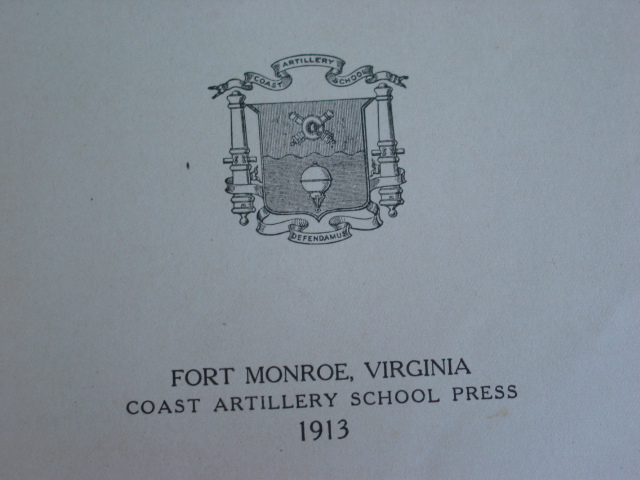 COAST ARTILLERY SCHOOL
DEFENDAMUS
FORT MONROE, VIRGINIA
COAST ARTILLERY SCHOOL PRESS
1913